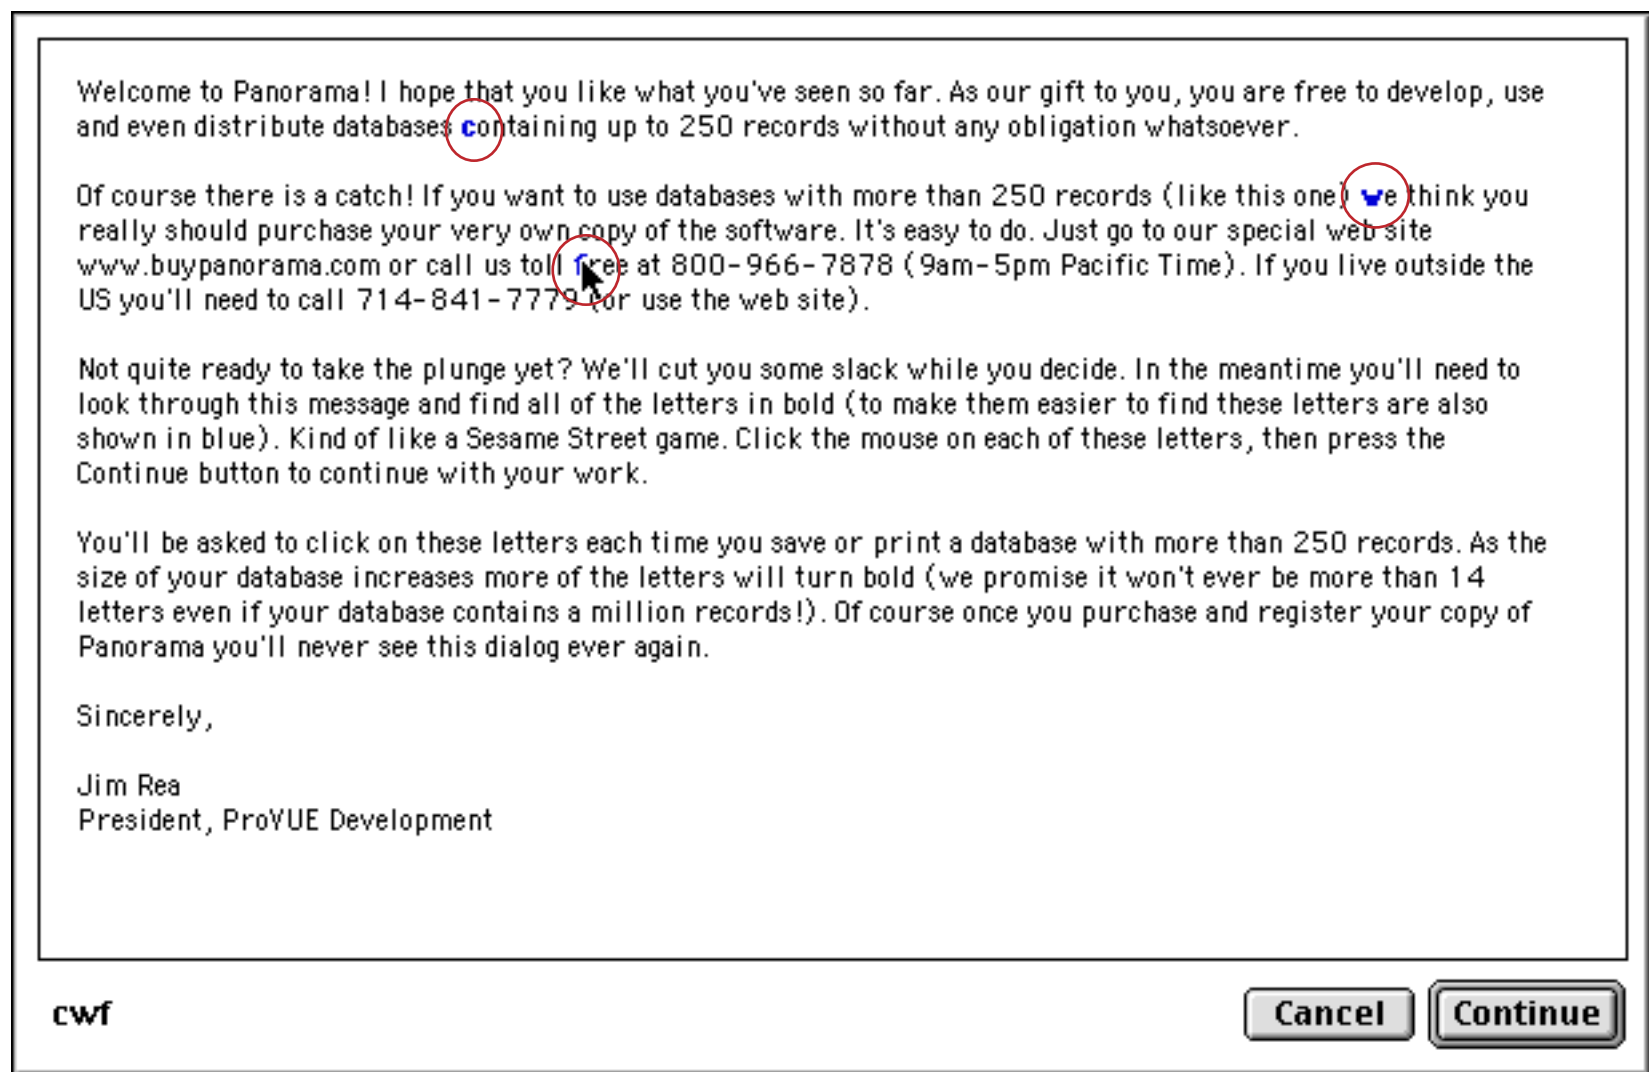 Welcome to Panorama! I hope that you like what you've seen so far. As our gift to you, you are free to develop, use
and even distribute databases containing up to 250 records without any obligation whatsoever.
Of course there is a catch! If you want to use databases with more than 250 records (like this one) we think you
really should purchase your very own copy of the software. It's easy to do. Just go to our special web site
www.buypanorama.com or call us toll free at 800-966-7878 (9am-5pm Pacific Time). If you live outside the
US you'll need to call 714-841-7779 (or use the web site).
Not quite ready to take the plunge yet? We'll cut you some slack while you decide. In the meantime you'll need to
look through this message and find all of the letters in bold (to make them easier to find these letters are also
shown in blue). Kind of like a Sesame Street game. Click the mouse on each of these letters, then press the
Continue button to continue with your work.
You'll be asked to click on these letters each time you save or print a database with more than 250 records. As the
size of your database increases more of the letters will turn bold (we promise it won't ever be more than 14
letters even if your database contains a million records!). Of course once you purchase and register your copy of
Panorama you'll never see this dialog ever again.
Sincerely,
Jim Rea
President, ProVUE Development
cwf
Cancel
Continue